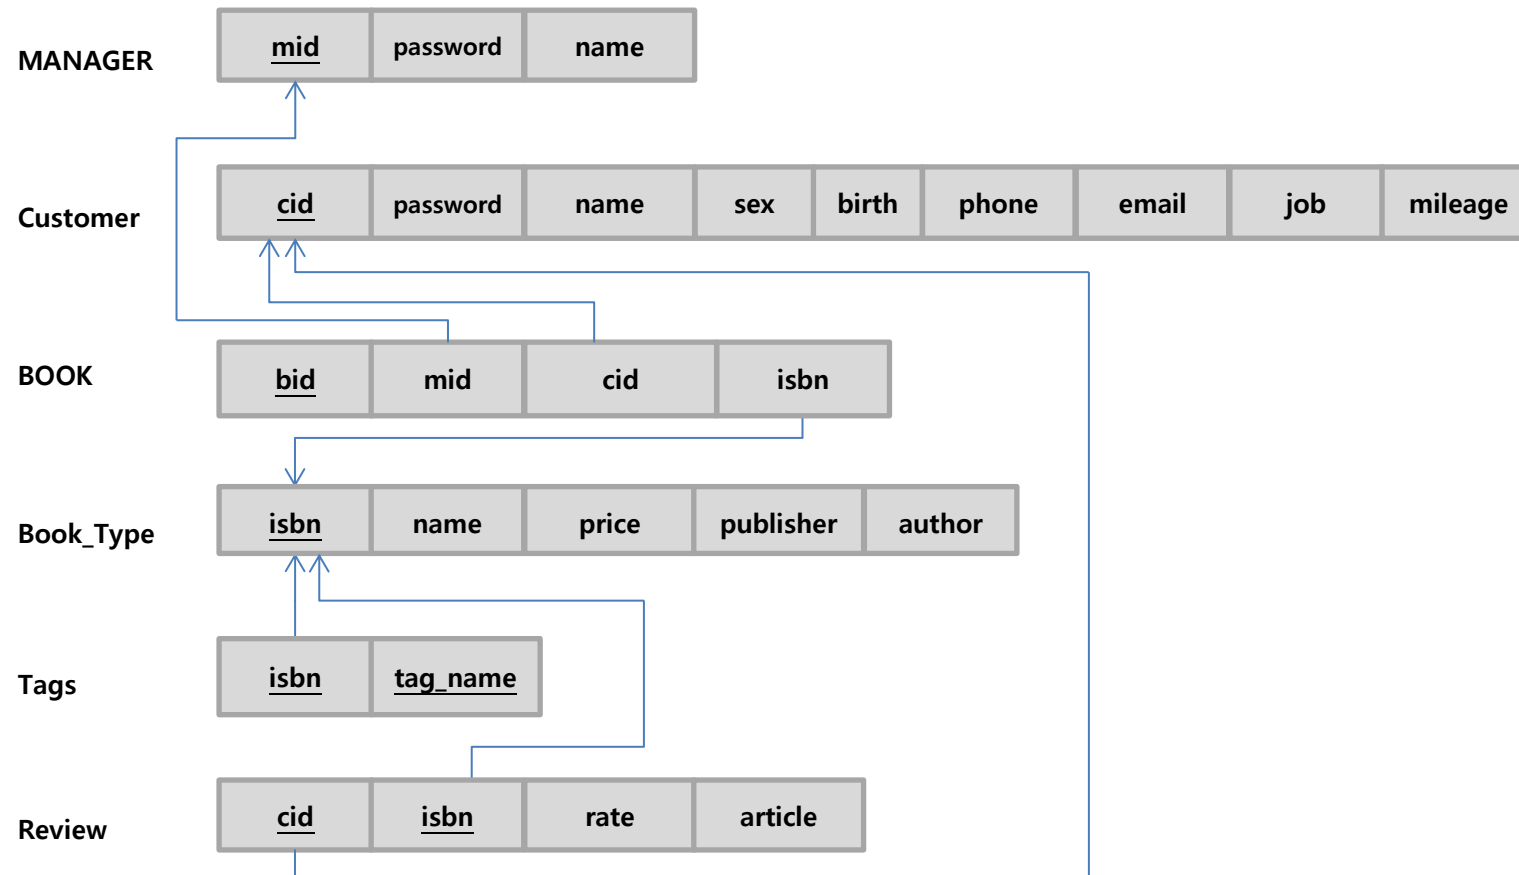 MANAGER mid password name
Customer cid password name sex birth phone email job mileage
BOOK bid mid cid isbn
Book_Type isbn name price publisher author
Tags isbn tag_name
Review cid isbn rate article